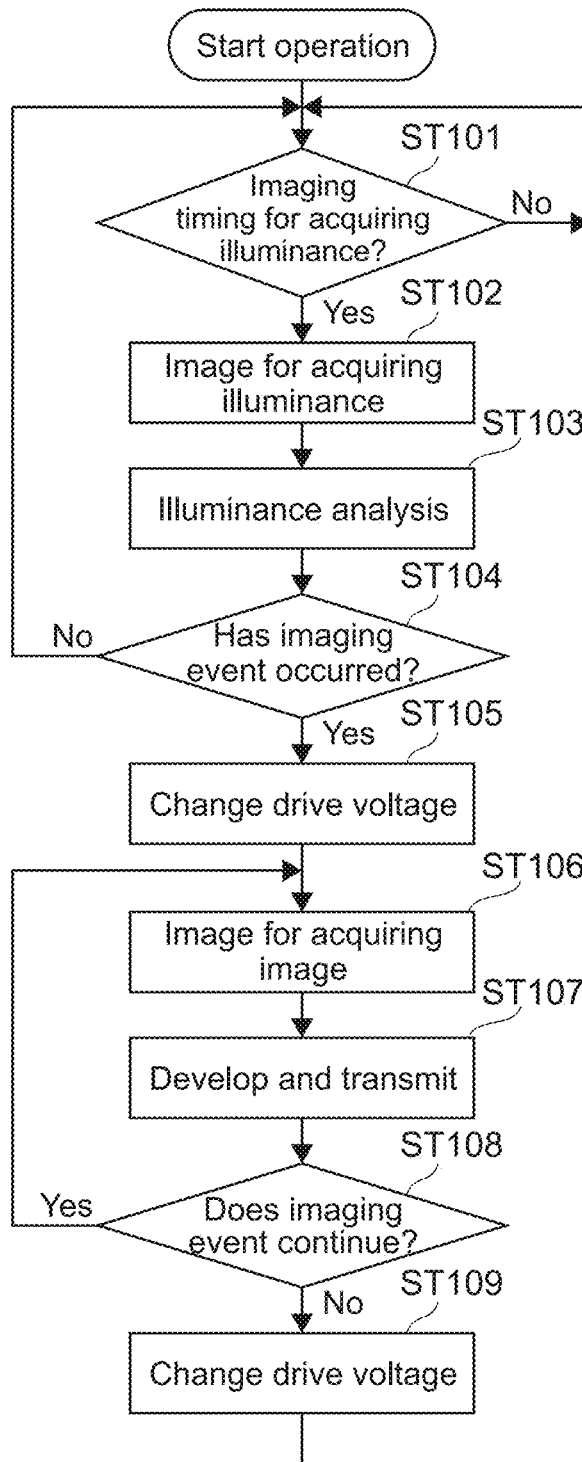 Start operation
ST101
Imaging
timing for acquiring
illuminance?
No
Yes
ST102
Image for acquiring
illuminance
ST103
Illuminance analysis
ST104
No
Has imaging
event occurred?
Yes
ST105
Change drive voltage
ST106
Image for acquiring
image
ST107
Develop and transmit
ST108
Yes
Does imaging
event continue?
No
ST109
Change drive voltage